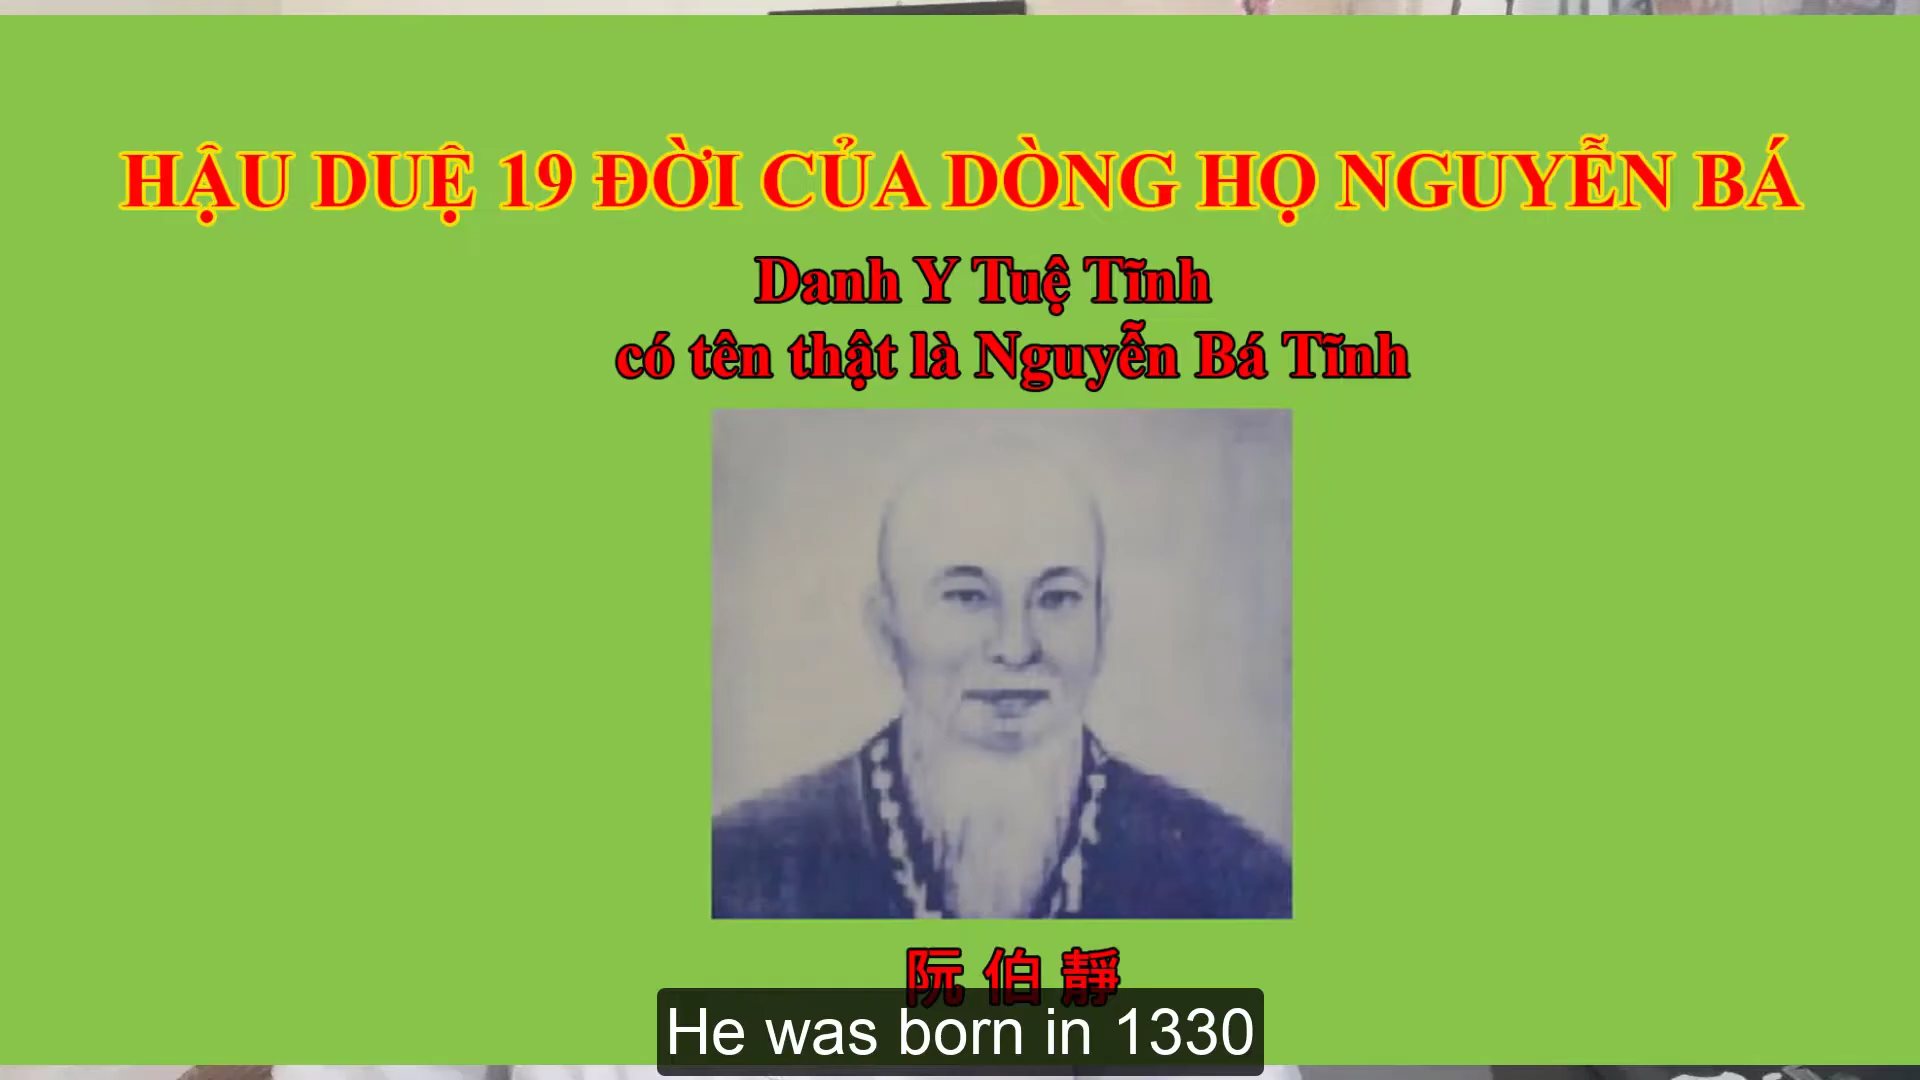 HẬU DUỆ 19 ĐỜI CỦA DÒNG HỌ NGUYỄN BÁ
Danh Y Tuệ Tĩnh
có tên thật là Nguyễn Bá Tĩnh
阮伯靜
He was born in 1330